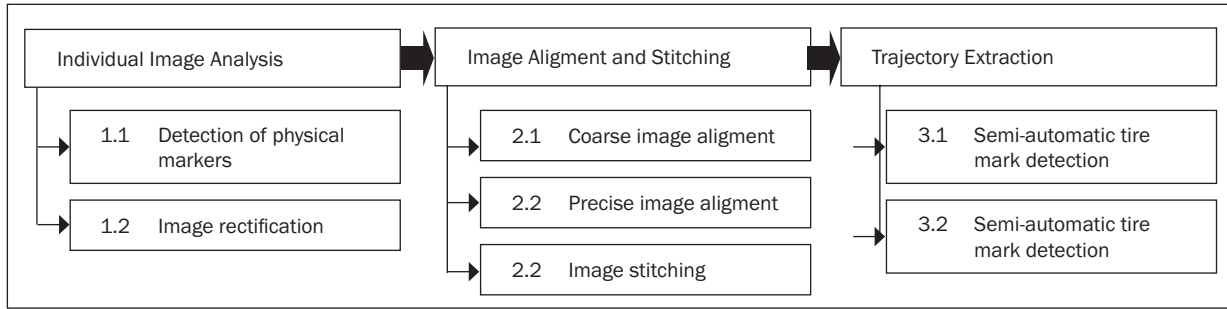 Individual Image Analysis
1.1 Detection of physical
markers
1.2 Image rectification
Image Aligment and Stitching
2.1 Coarse image aligment
2.2 Precise image aligment
2.2 Image stitching
Trajectory Extraction
3.1 Semi-automatic tire
mark detection
3.2 Semi-automatic tire
mark detection